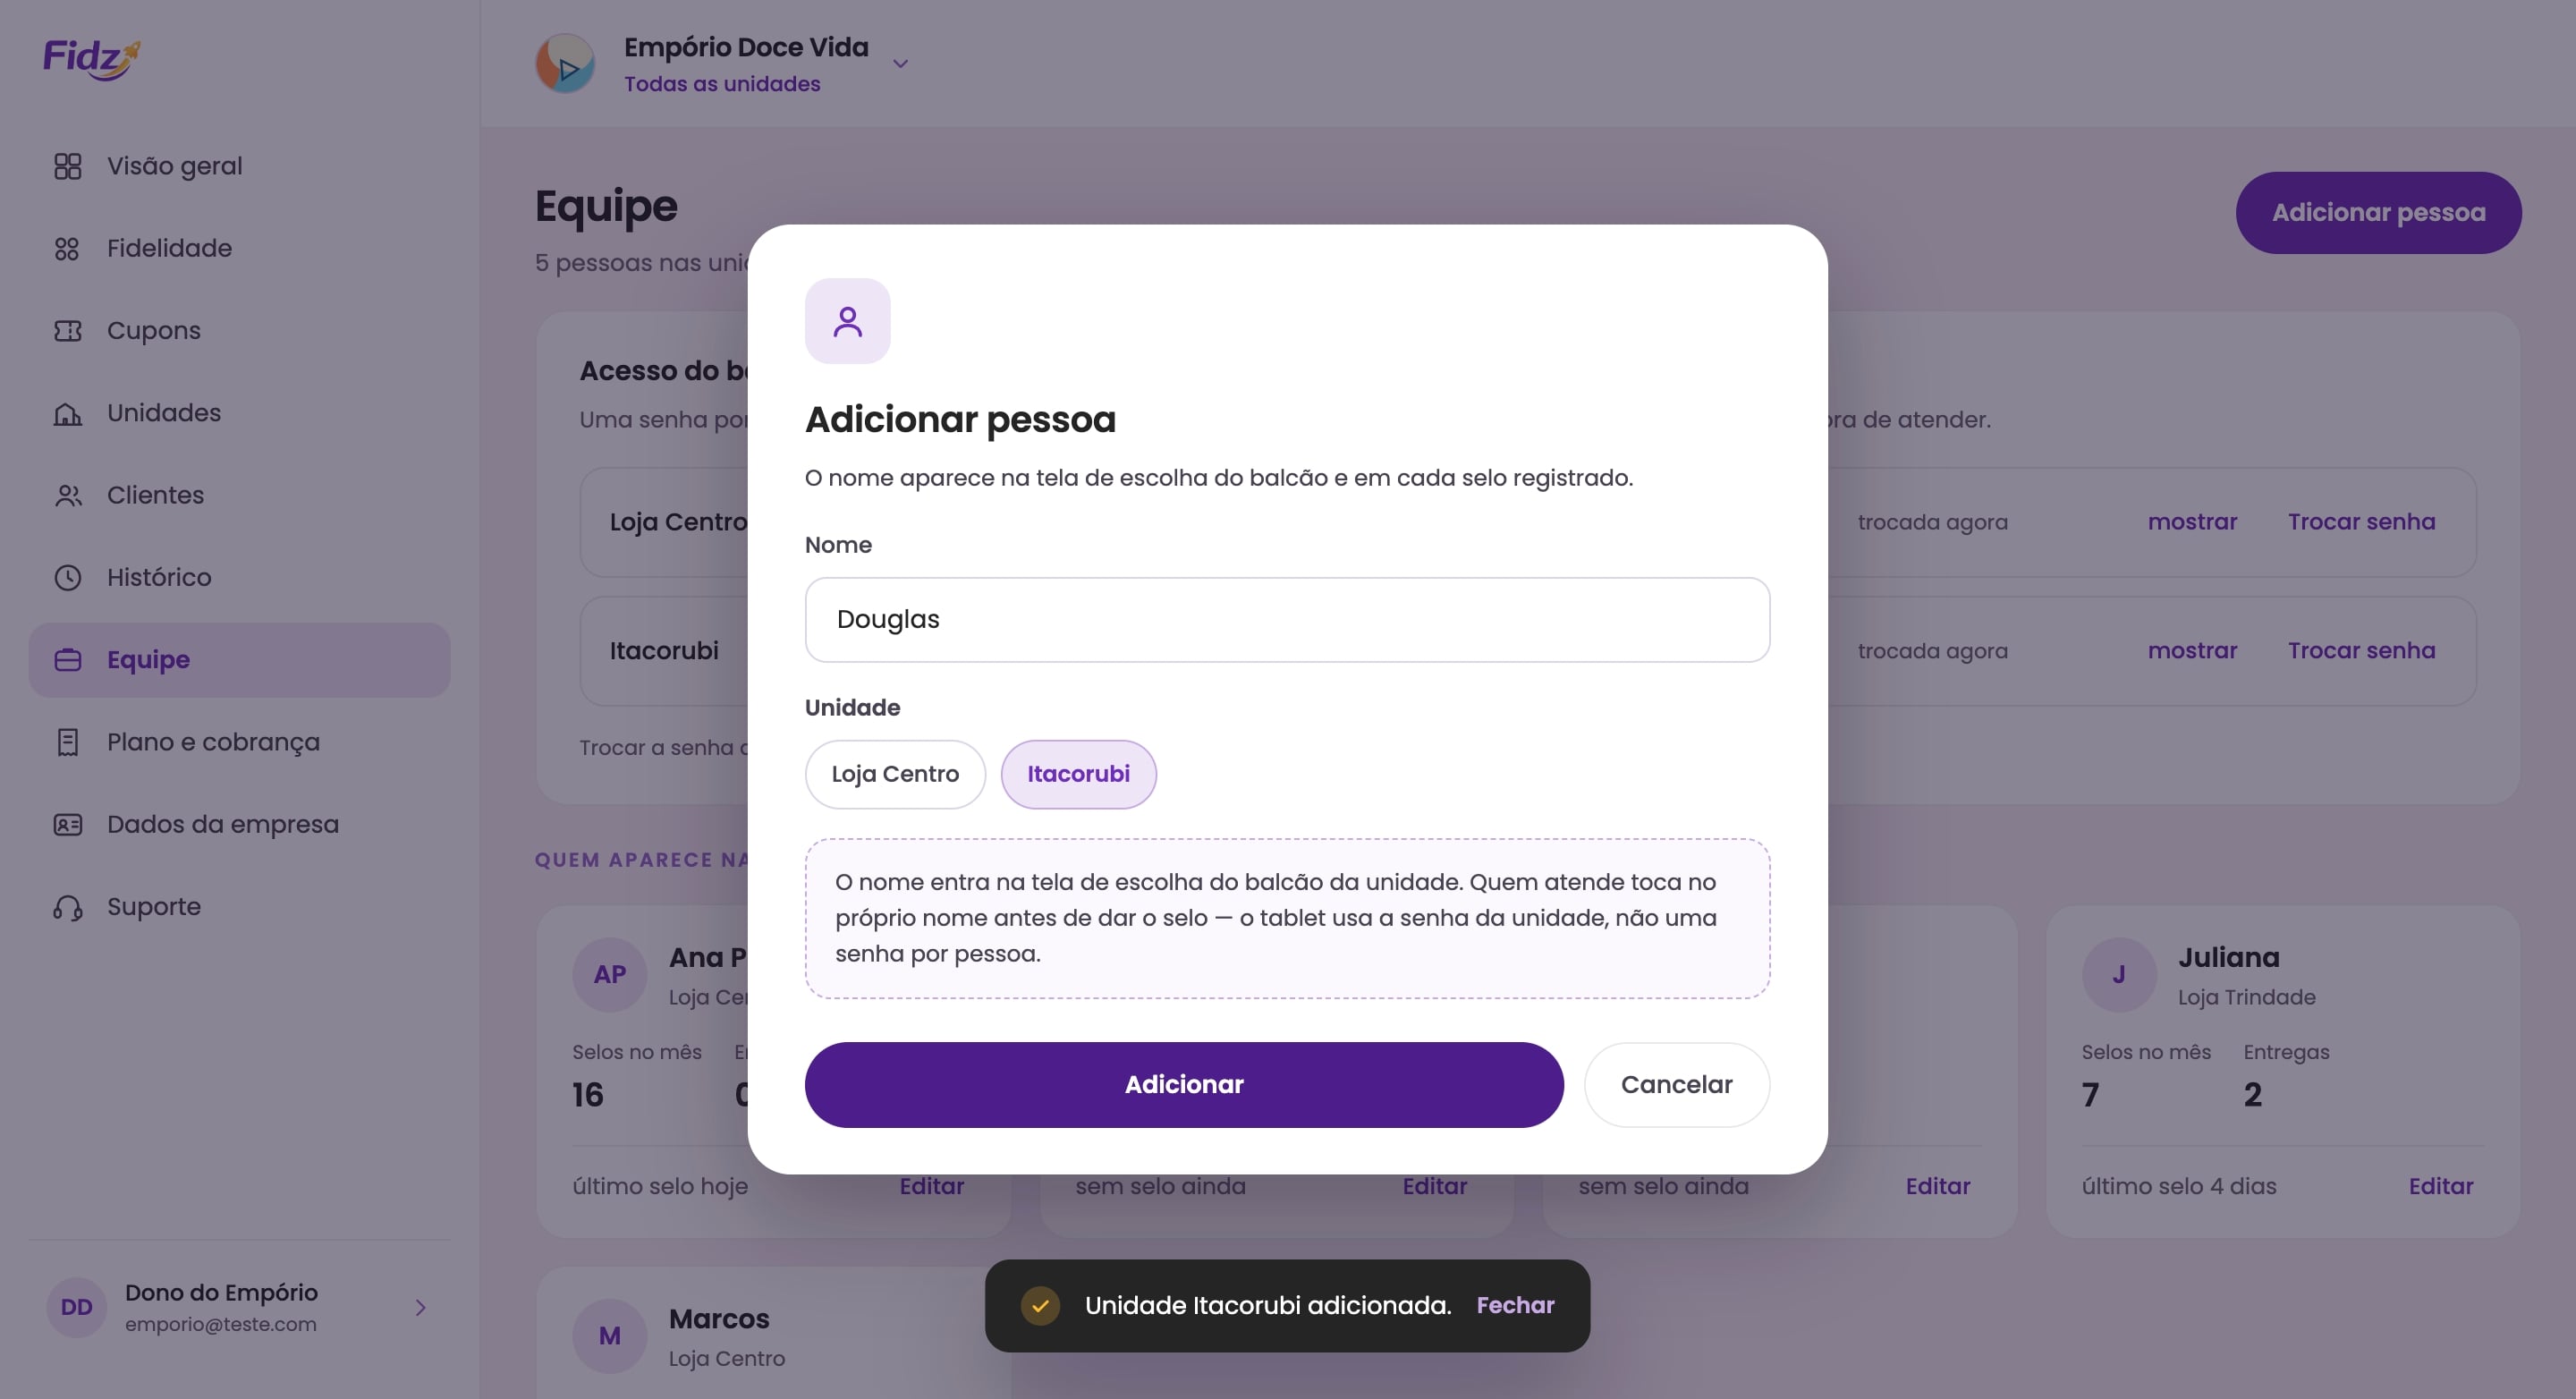 Fidz
Visão geral
Fidelidade
Cupons
Unidades
Clientes
Histórico
Equipe
Plano e cobrança
Dados da empresa
Suporte
DD
Dono do Empório
emporio@teste.com
Empório Doce Vida
Todas as unidades
Equipe
5 pessoas nas
Adicionar pessoa
Acesso do
Uma senha
ora de atender.
Loja Centro
trocada agora
mostrar
Trocar senha
Itacorubi
trocada agora
mostrar
Trocar senha
Trocar a senha
QUEM APARECE
AP
Ana
Loja
Selos no mês
16
último selo hoje
Editar
sem selo ainda
Editar
sem selo ainda
Editar
J
Juliana
Loja Trindade
Selos no mês
Entregas
7
2
último selo 4 dias
Editar
M
Marcos
Loja Centro
Adicionar pessoa
O nome aparece na tela de escolha do balcão e em cada selo registrado.
Nome
Douglas
Unidade
Loja Centro
Itacorubi
O nome entra na tela de escolha do balcão da unidade. Quem atende toca no
próprio nome antes de dar o selo — o tablet usa a senha da unidade, não uma
senha por pessoa.
Adicionar
Cancelar
Unidade Itacorubi adicionada.
Fechar